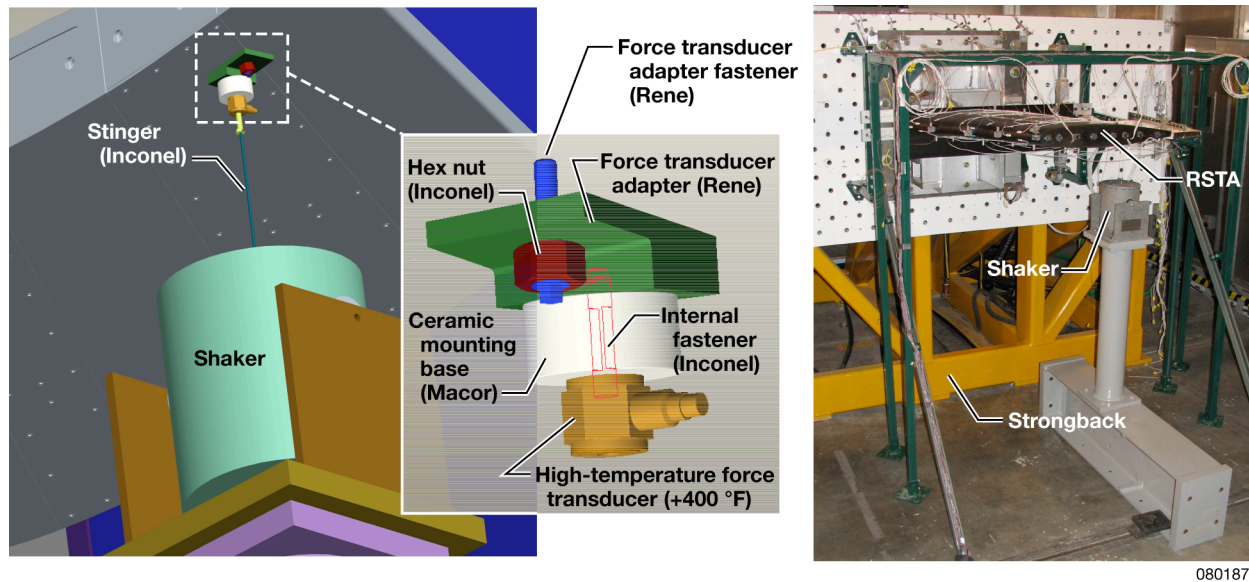 Stinger
(Inconel)
Shaker
Force transducer
adapter fastener
(Rene)
Hex nut
(Inconel)
Force transducer
adapter (Rene)
Ceramic
mounting
base
(Macor)
Internal
fastener
(Inconel)
High-temperature force
transducer (+400 °F)
RSTA
Shaker
Strongback
080187